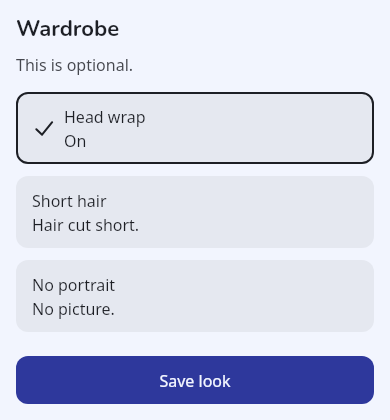 Wardrobe
This is optional.
Head wrap
On
Short hair
Hair cut short.
No portrait
No picture.
Save look